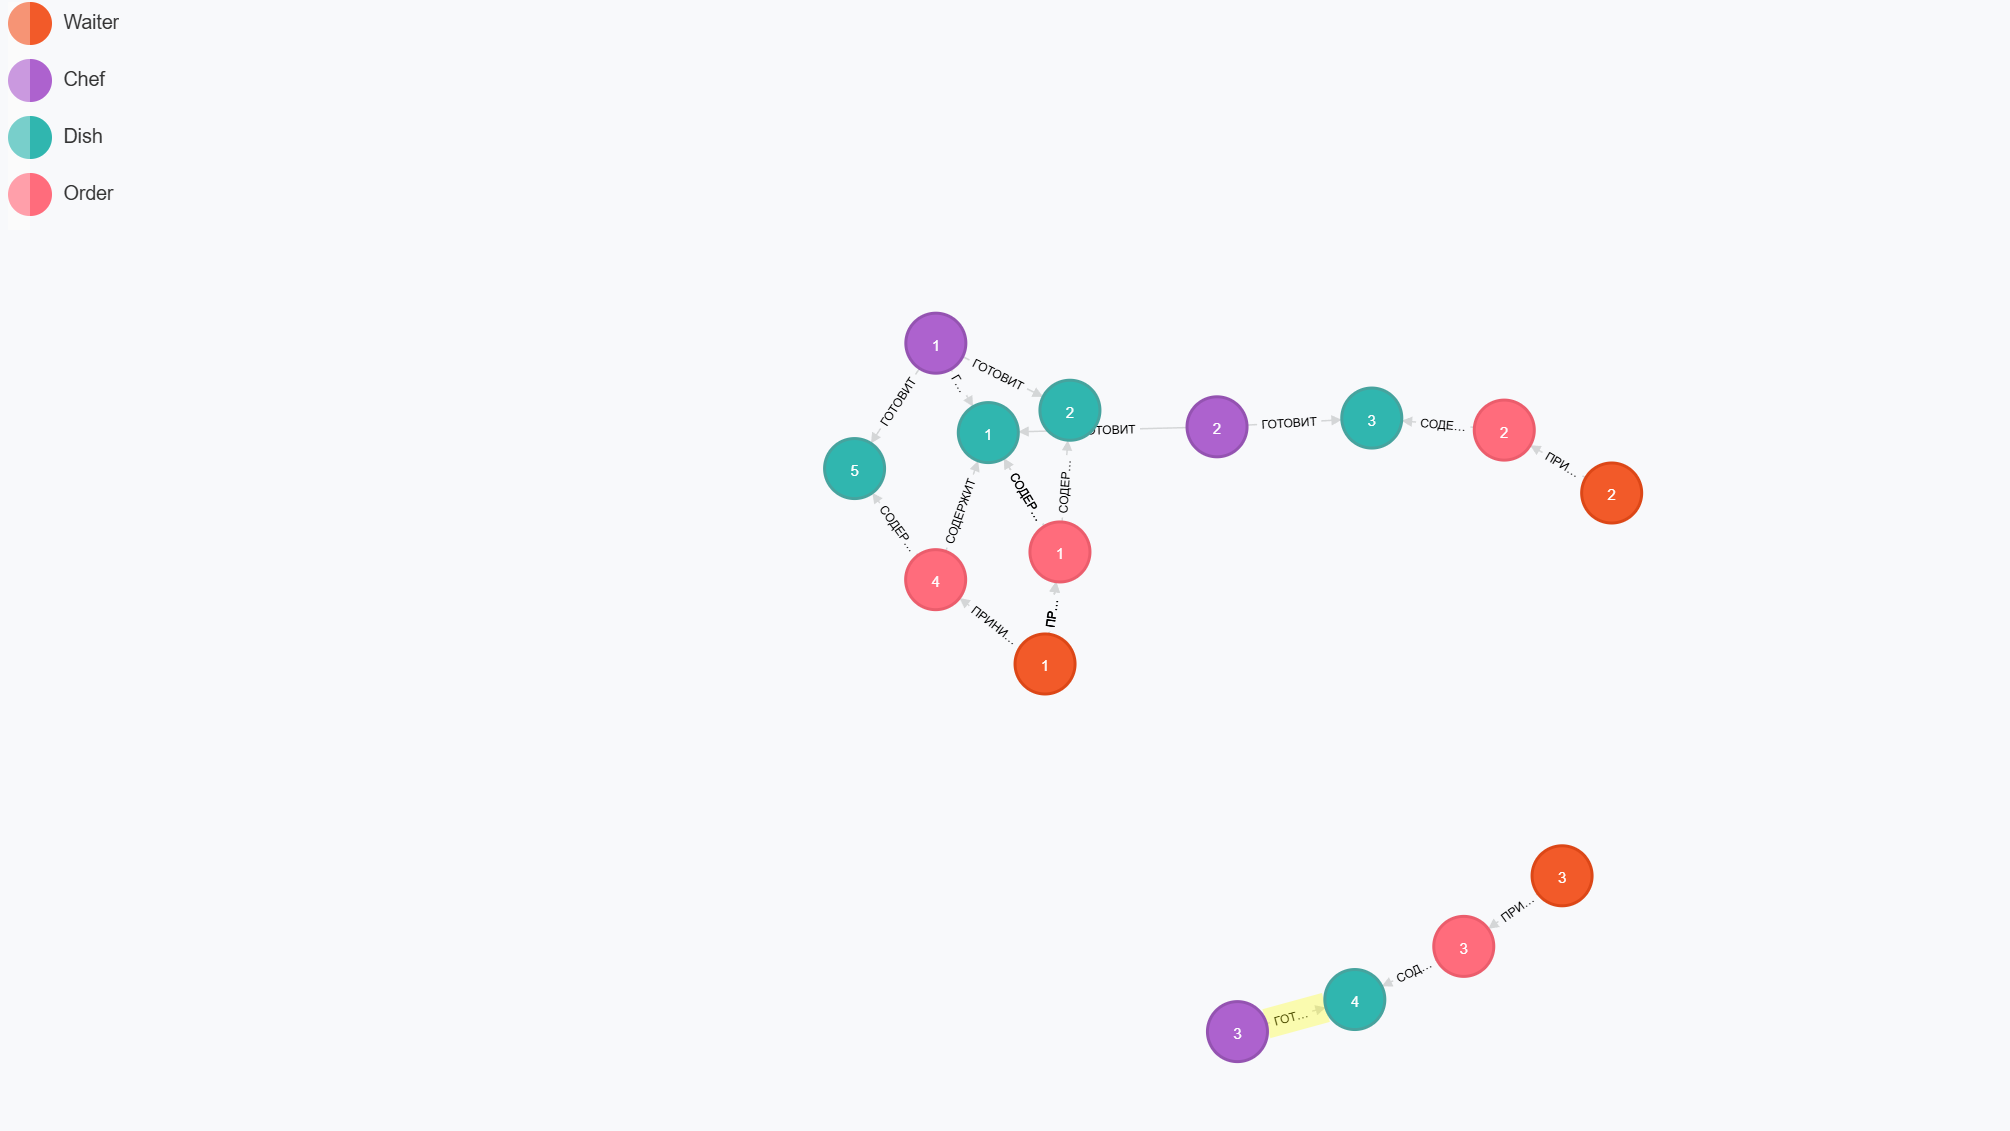 Waiter
Chef
Dish
Order
1
ГОТОВИТ
Г...
ГОТОВИТ
2
1
ОТОВИТ
2
ГОТОВИТ
3
СОДЕ...
2
ПРИ...
2
5
СОДЕР...
СОДЕРЖИТ
СОДЕР...
СОДЕР...
1
4
ПРИНИ...
ПР...
1
3
ПРИ...
3
СОД...
4
ГОТ...
3